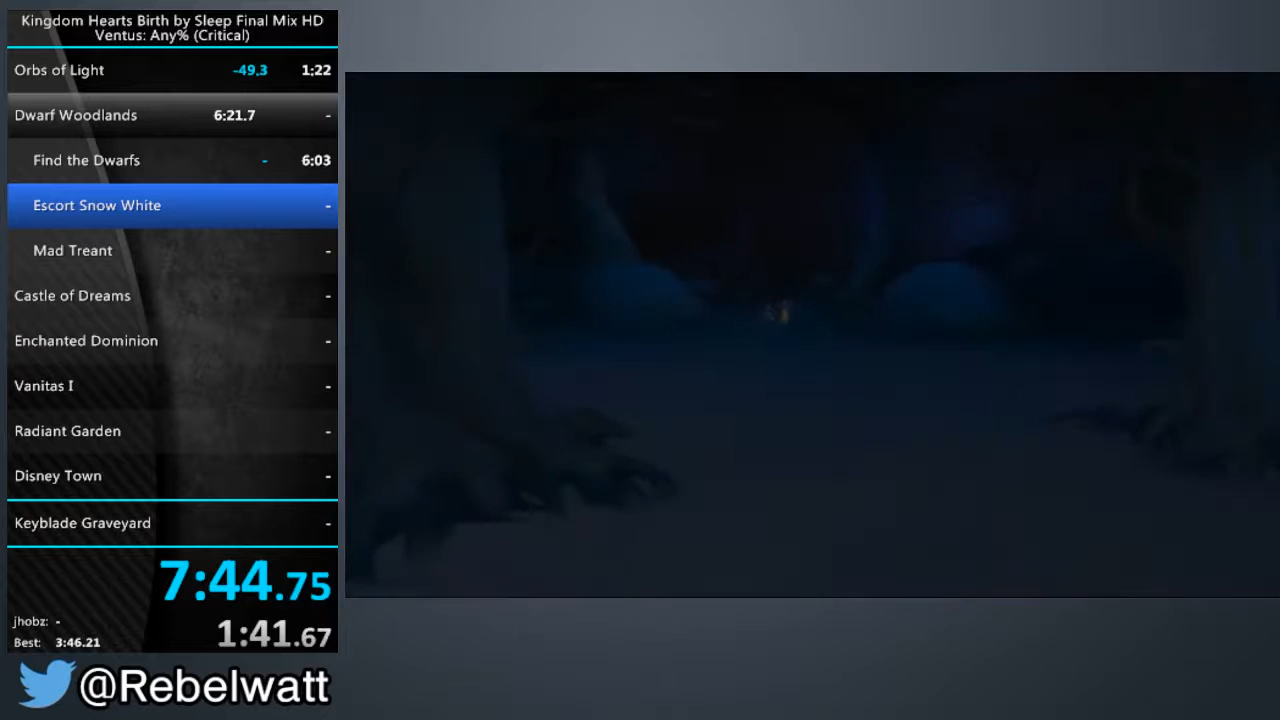 Kingdom Hearts Birth by Sleep Final Mix HD
Ventus: Any% (Critical)
Orbs of Light -49.3 1:22
Dwarf Woodlands 6:21.7 -
Find the Dwarfs - 6:03
Escort Snow White -
Mad Treant -
Castle of Dreams -
Enchanted Dominion -
Vanitas I -
Radiant Garden -
Disney Town -
Keyblade Graveyard -
7:44.75
jhobz: -
Best: 3:46.21
1:41.67
@Rebelwatt